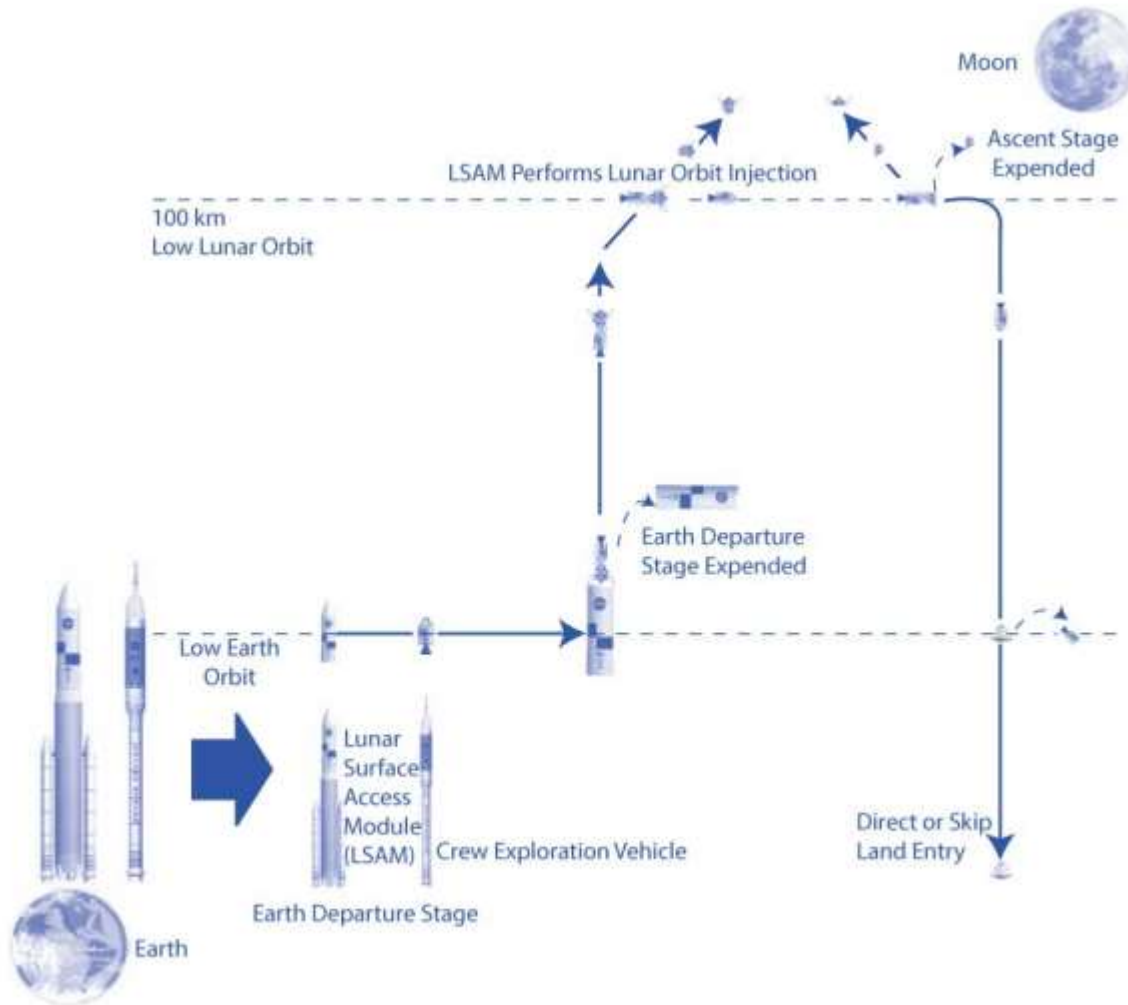 Moon
Ascent Stage
Expended
LSAM Performs Lunar Orbit Injection
100 km
Low Lunar Orbit
Earth Departure
Stage Expended
Low Earth
Orbit
Lunar
Surface
Access
Module
(LSAM)
Crew Exploration Vehicle
Earth Departure Stage
Direct or Skip
Land Entry
Earth